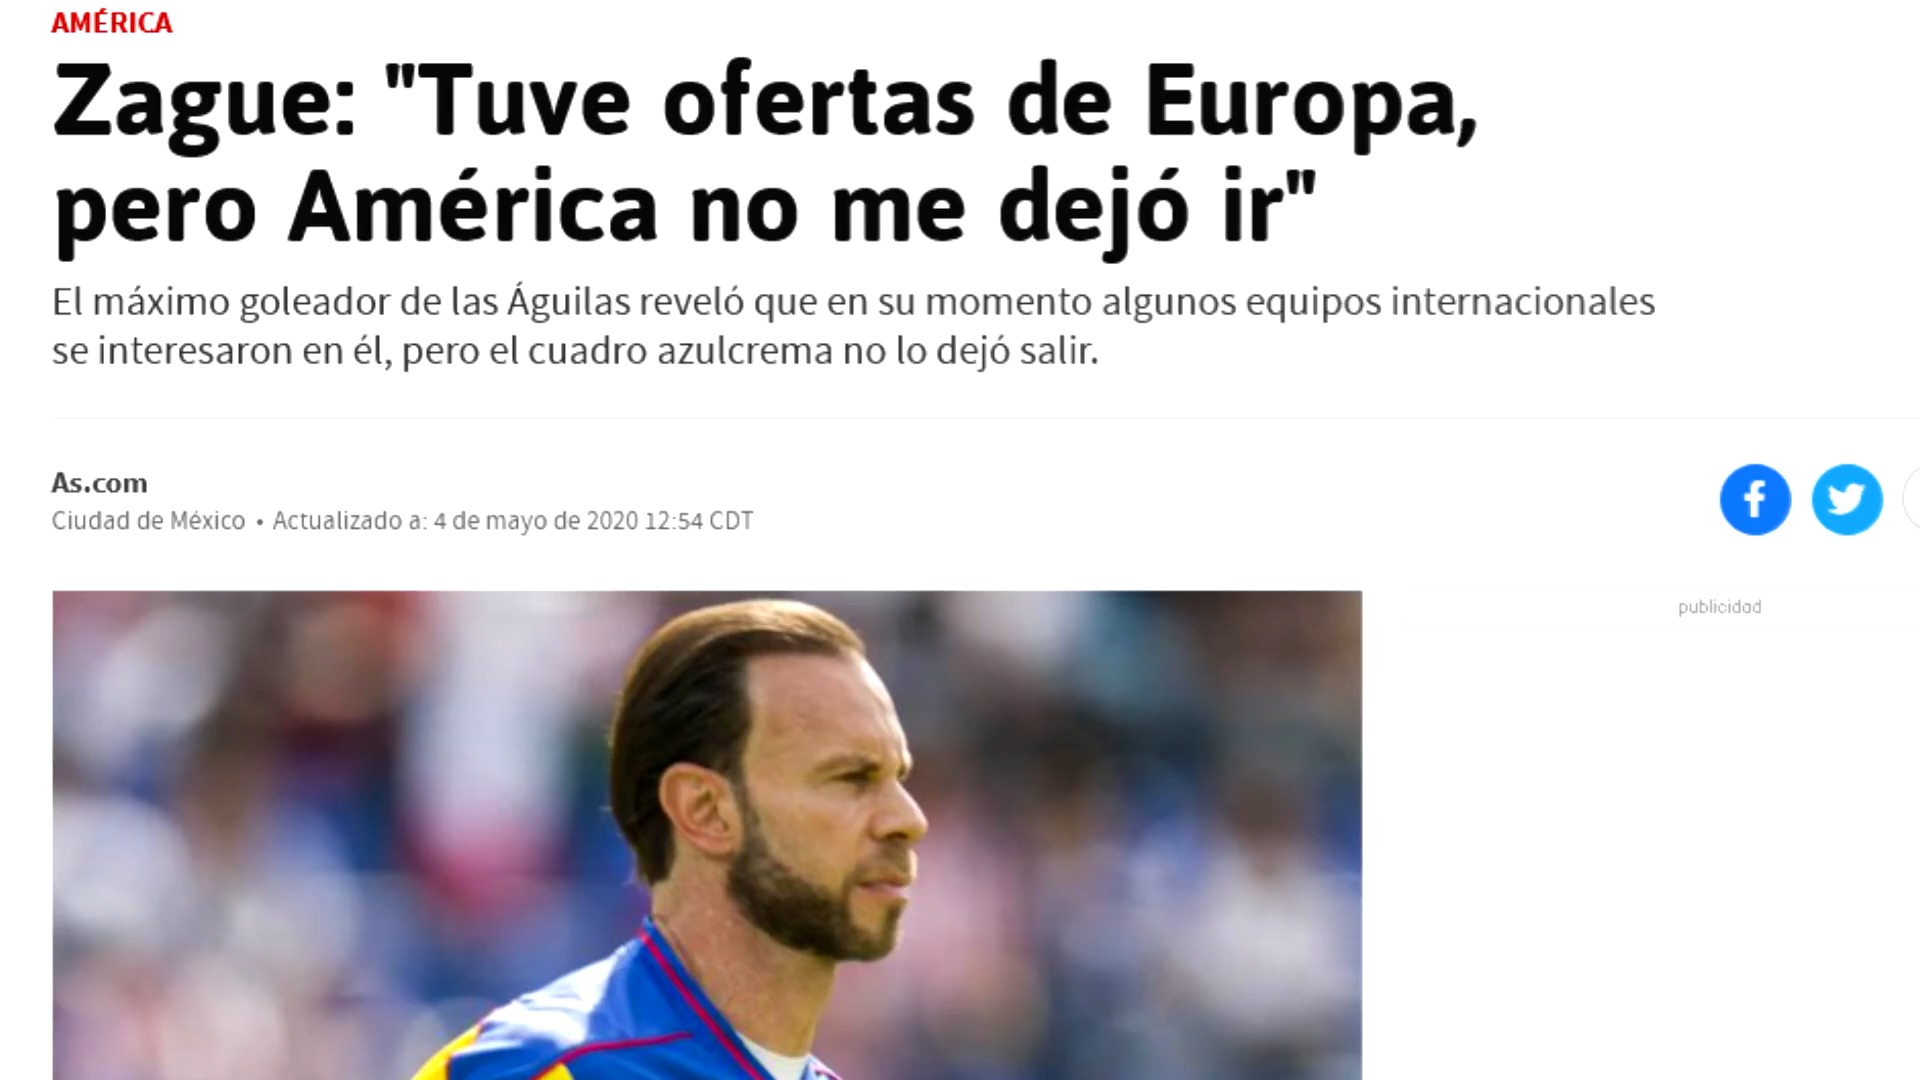 AMÉRICA
Zague: "Tuve ofertas de Europa,
pero América no me dejó ir"
El máximo goleador de las Águilas reveló que en su momento algunos equipos internacionales
se interesaron en él, pero el cuadro azulcrema no lo dejó salir.
As.com
Ciudad de México • Actualizado a: 4 de mayo de 2020 12:54 CDT
publicidad